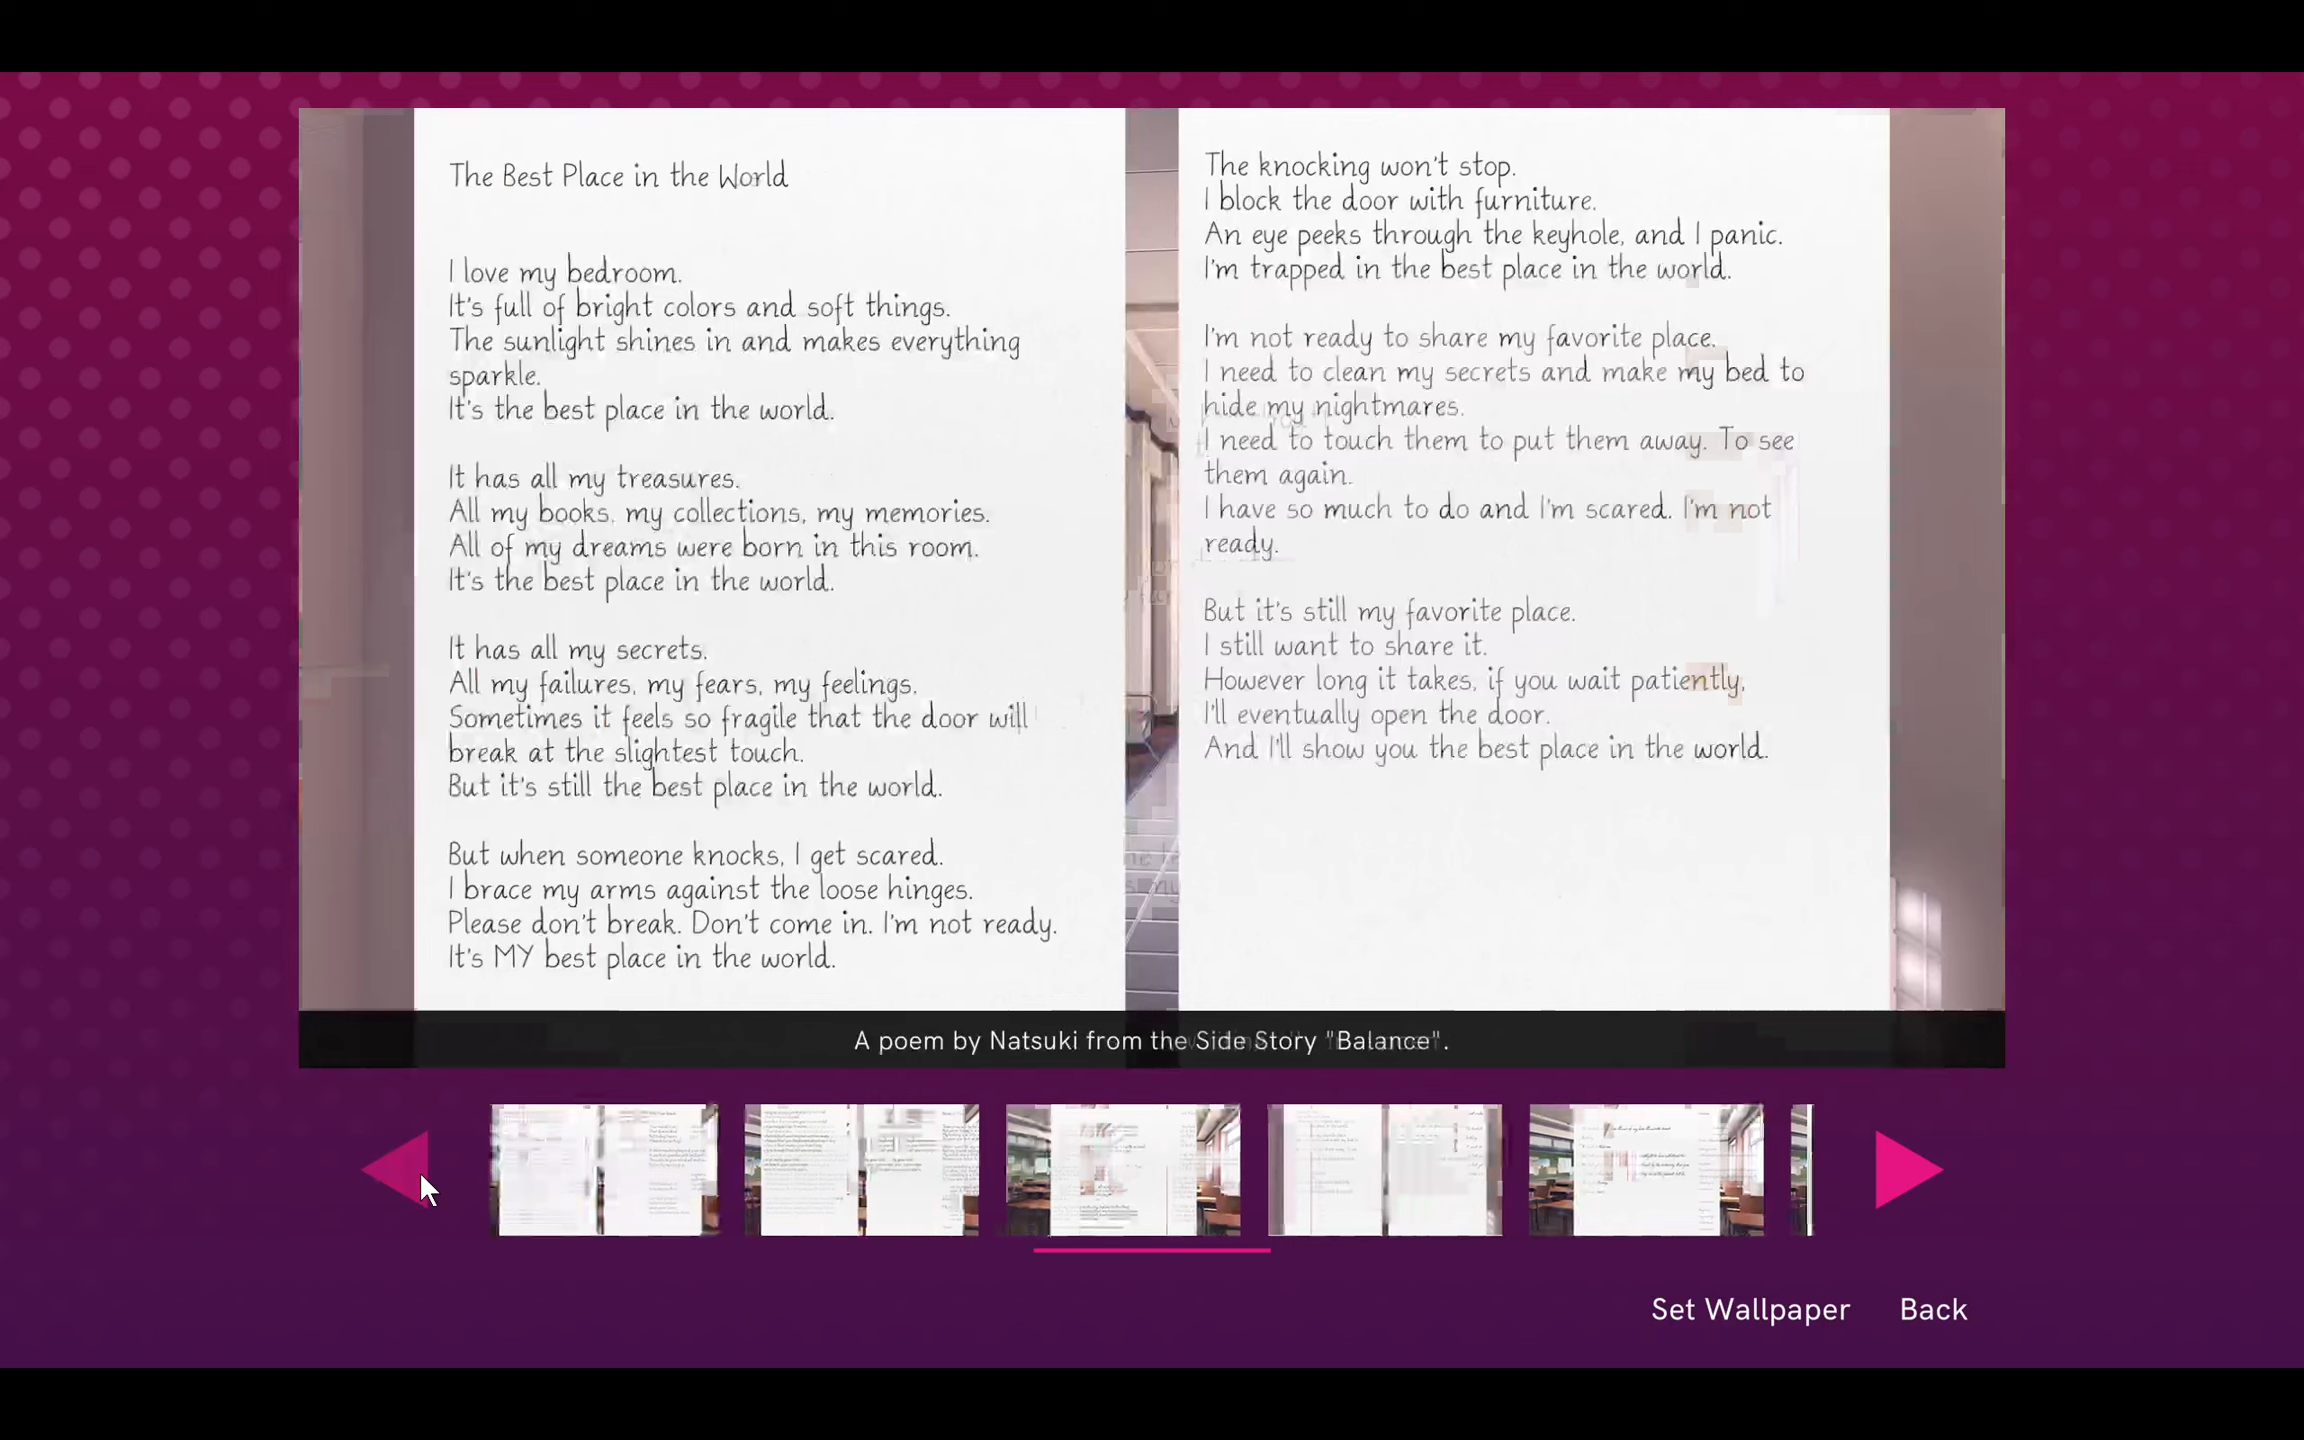 The Best Place in the World
I love my bedroom.
It's full of bright colors and soft things.
The sunlight shines in and makes everything
sparkle.
It's the best place in the world.
It has all my treasures.
All my books, my collections, my memories.
All of my dreams were born in this room.
It's the best place in the world.
It has all my secrets.
All my failures, my fears, my feelings.
Sometimes it feels so fragile that the door will
break at the slightest touch.
But it's still the best place in the world.
But when someone knocks, I get scared.
I brace my arms against the loose hinges.
Please don't break. Don't come in. I'm not ready.
It's MY best place in the world.
The knocking won't stop.
I block the door with furniture.
An eye peeks through the keyhole, and I panic.
I'm trapped in the best place in the world.
I'm not ready to share my favorite place.
I need to clean my secrets and make my bed to
hide my nightmares.
I need to touch them to put them away. To see
them again.
I have so much to do and I'm scared. I'm not
ready.
But it's still my favorite place.
I still want to share it.
However long it takes, if you wait patiently,
I'll eventually open the door.
And I'll show you the best place in the world.
A poem by Natsuki from the Side Story "Balance".
Set Wallpaper
Back